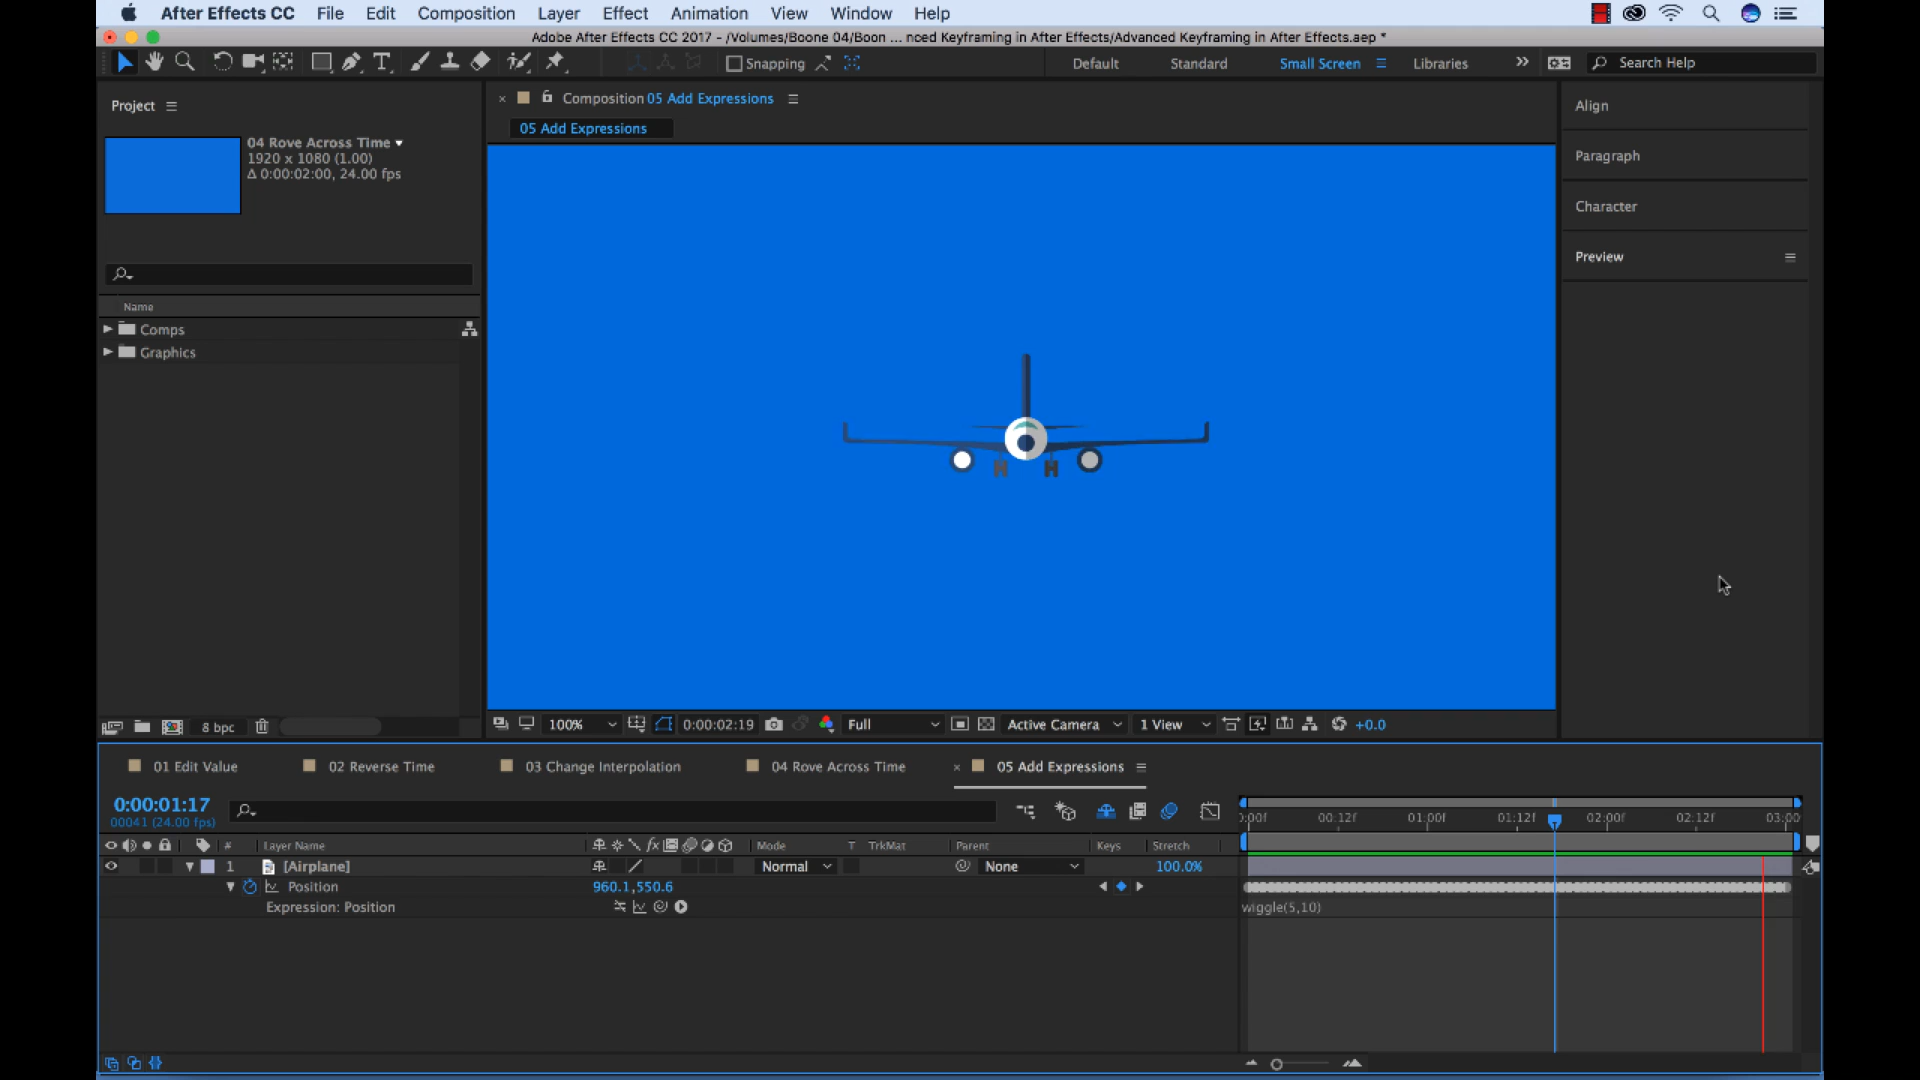 After Effects CC File Edit Composition Layer Effect Animation View Window Help
Adobe After Effects CC 2017 - /Volumes/Boone 04/Boon ... nced Keyframing in After Effects/Advanced Keyframing in After Effects.aep *
Snapping Default Standard Small Screen Libraries Search Help
Project
Composition 05 Add Expressions
05 Add Expressions
04 Rove Across Time
1920 x 1080 (1.00)
Δ 0:00:02:00, 24.00 fps
Name
Comps
Graphics
8 bpc
Align
Paragraph
Character
Preview
100% 0:00:02:19 Full Active Camera 1 View +0.0
01 Edit Value 02 Reverse Time 03 Change Interpolation 04 Rove Across Time 05 Add Expressions
0:00:01:17
00041 (24.00 fps)
):00f 00:12f 01:00f 01:12f 02:00f 02:12f 03:00
# Layer Name Mode T TrkMat Parent Keys Stretch
1 [Airplane] Normal None 100.0%
Position 960.1,550.6
Expression: Position wiggle(5,10)